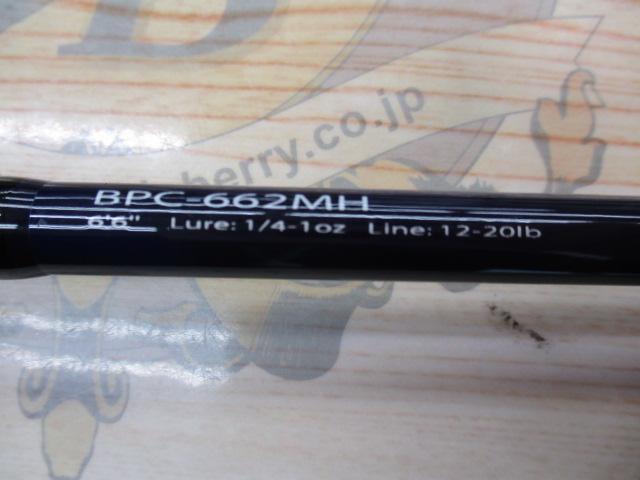 B
berry.co.jp
BPC-662MH
6'6" Lure: 1/4-1oz Line: 12-20lb